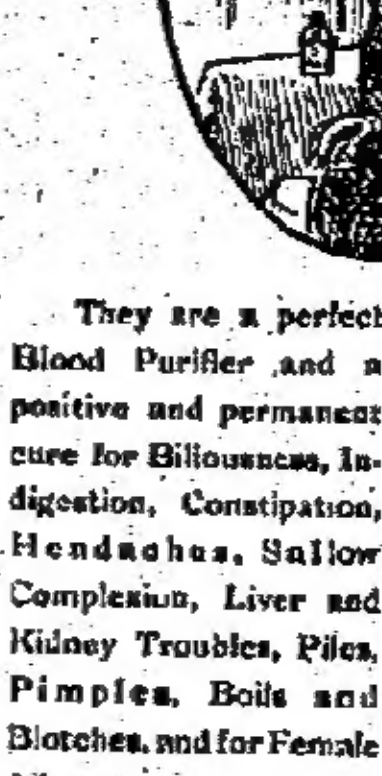 They are a perfect
Blood Purifier and a
positive and permanent
cure for Biliousness, In-
digestion, Constipation,
Headaches, Sallow
Complexion, Liver and
Kidney Troubles, Piles,
Pimples, Boils and
Blotches, and for Female